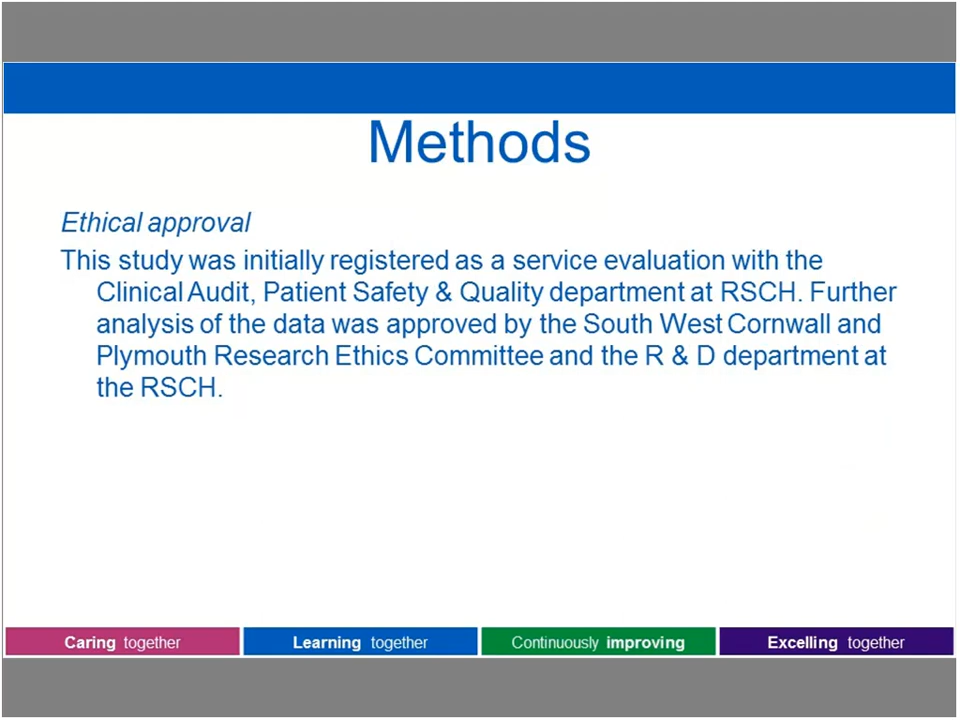 Methods
Ethical approval
This study was initially registered as a service evaluation with the
Clinical Audit, Patient Safety & Quality department at RSCH. Further
analysis of the data was approved by the South West Cornwall and
Plymouth Research Ethics Committee and the R & D department at
the RSCH.
Caring together
Learning together
Continuously improving
Excelling together